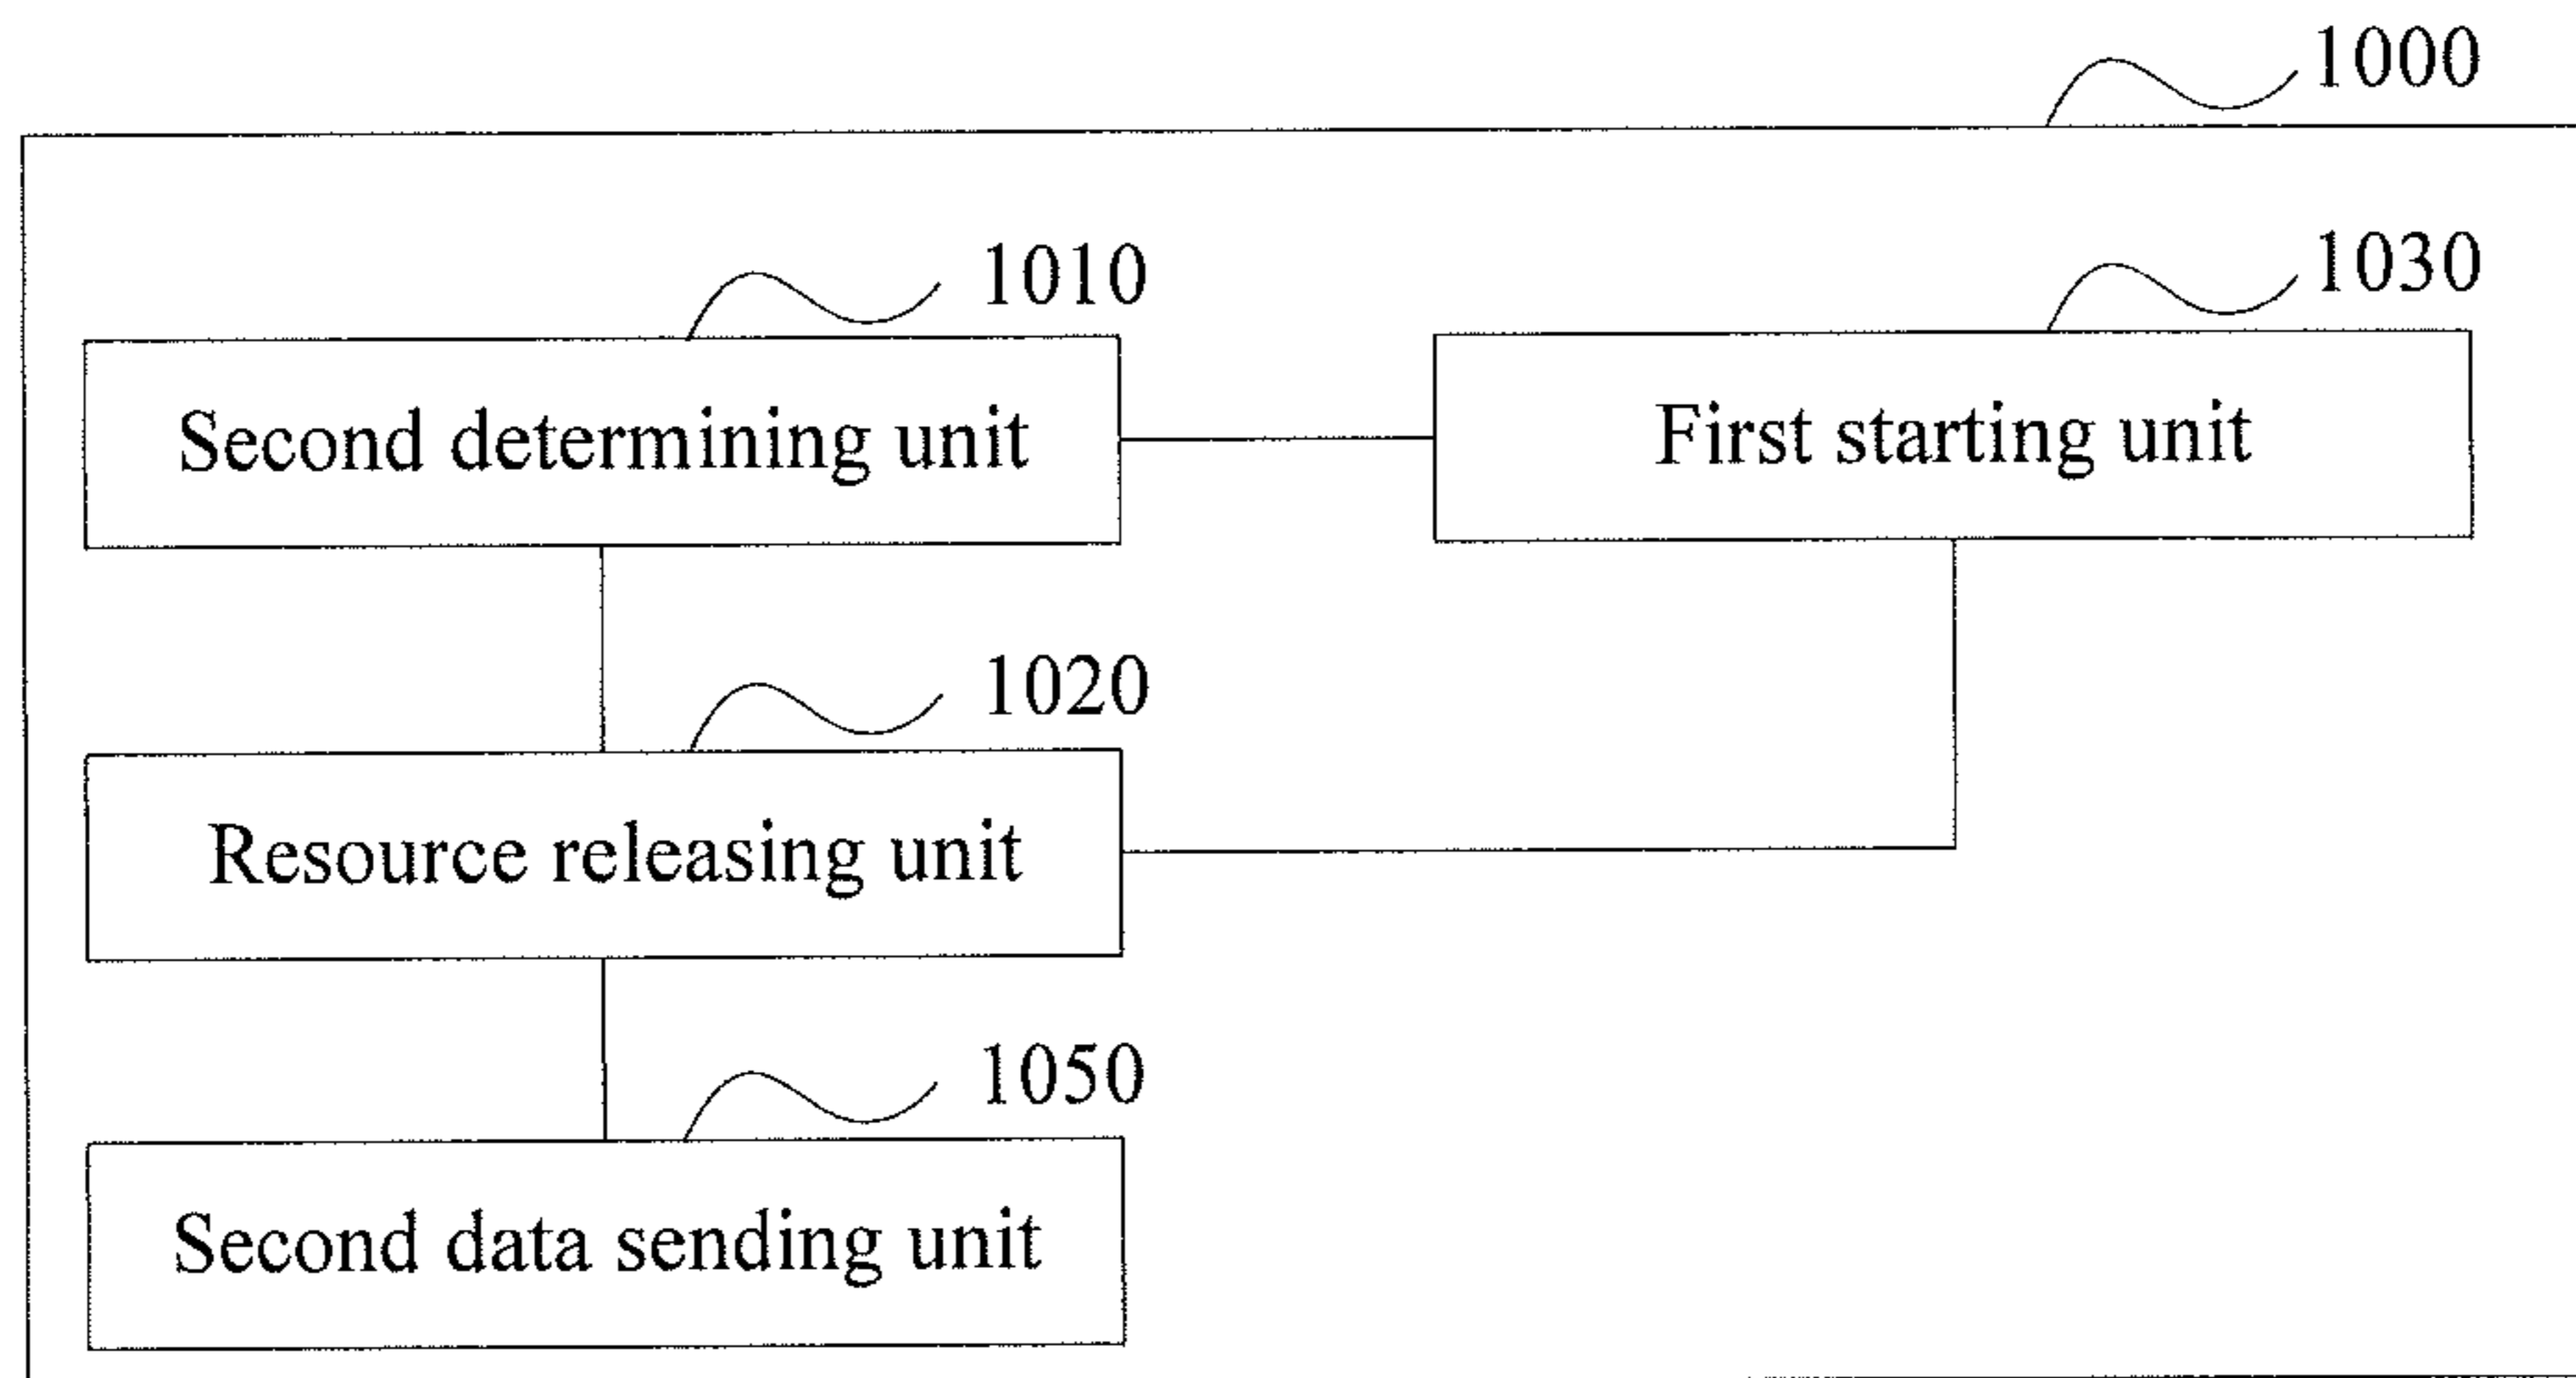 1000
1010
1030
Second determining unit
First starting unit
1020
Resource releasing unit
1050
Second data sending unit